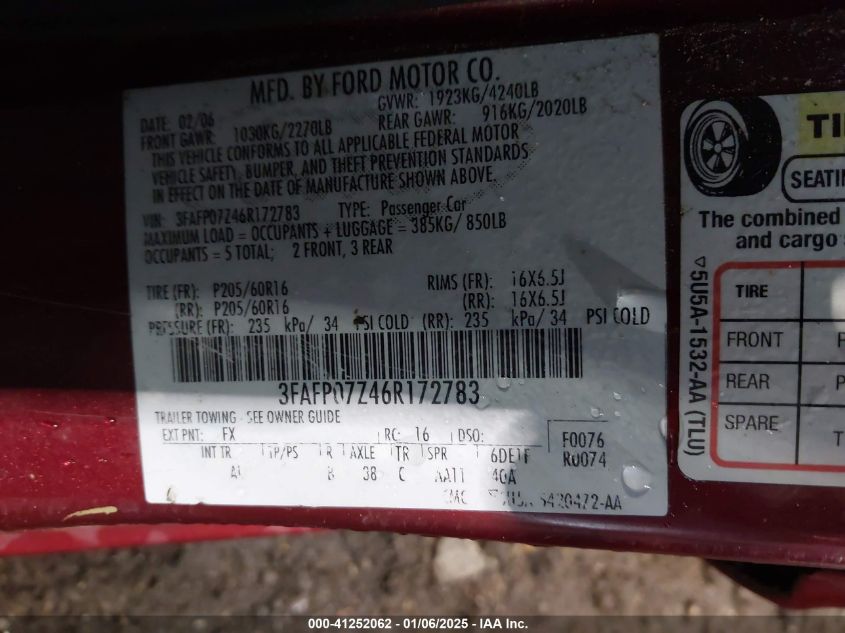 MFD. BY FORD MOTOR CO.
DATE: 02/06 GVWR: 1923KG/4240LB
FRONT GAWR: 1030KG/2270LB REAR GAWR: 916KG/2020LB
THIS VEHICLE CONFORMS TO ALL APPLICABLE FEDERAL MOTOR
VEHICLE SAFETY, BUMPER, AND THEFT PREVENTION STANDARDS
IN EFFECT ON THE DATE OF MANUFACTURE SHOWN ABOVE.
VIN: 3FAFP07Z46R172783 TYPE: Passenger Car
MAXIMUM LOAD = OCCUPANTS + LUGGAGE = 385KG/ 850LB
OCCUPANTS = 5 TOTAL; 2 FRONT, 3 REAR
TIRE (FR): P205/60R16 RIMS (FR): 16X6.5J
(RR): P205/60R16 (RR): 16X6.5J
PRESSURE (FR): 235 kPa/ 34 PSI COLD (RR): 235 kPa/ 34 PSI COLD
3FAFP07Z46R172783
TRAILER TOWING - SEE OWNER GUIDE
EXT PNT: FX RC: 16 DSO: F0076
INT TR TP/PS R AXLE TR SPR R0074
B 38 C AATT
5U5A-1532-AA (TLU)
SEATIN
The combined
and cargo
TIRE
FRONT
REAR
SPARE
000-41252062 - 01/06/2025 - IAA, Inc.